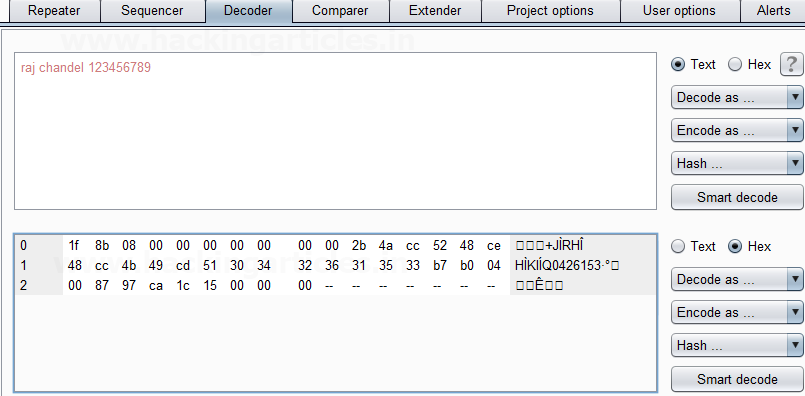 Repeater Sequencer Decoder Comparer Extender Project options User options Alerts
www.hackingarticles.in
raj chandel 123456789
Text Hex ?
Decode as ...
Encode as ...
Hash ...
Smart decode
0 1f 8b 08 00 00 00 00 00 00 00 2b 4a cc 52 48 ce □□□+JÌRHÎ
1 48 cc 4b 49 cd 51 30 34 32 36 31 35 33 b7 b0 04 HÌKIÍQ0426153·°□
2 00 87 97 ca 1c 15 00 00 00 -- -- -- -- -- -- -- □□Ê□□
Text Hex
Decode as ...
Encode as ...
Hash ...
Smart decode